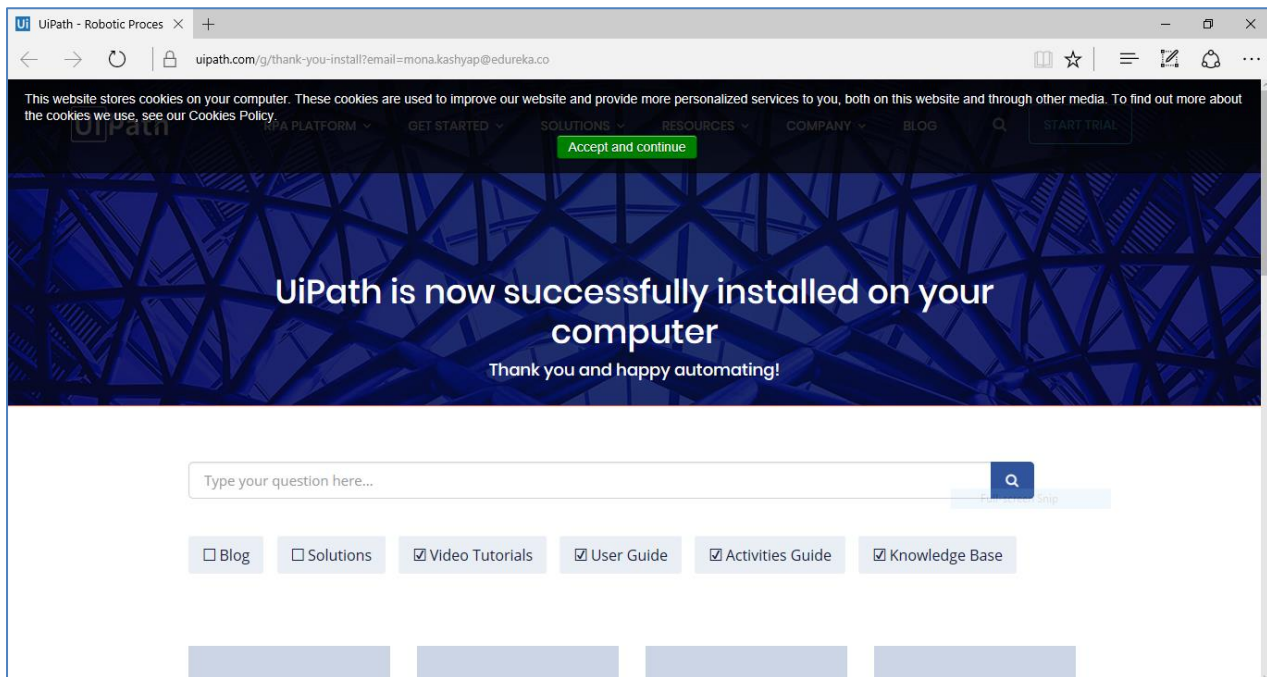 Ui UiPath - Robotic Proces
uipath.com/g/thank-you-install?email=mona.kashyap@edureka.co
This website stores cookies on your computer. These cookies are used to improve our website and provide more personalized services to you, both on this website and through other media. To find out more about
the cookies we use, see our Cookies Policy.
Accept and continue
UiPath RPA PLATFORM GET STARTED SOLUTIONS RESOURCES COMPANY BLOG START TRIAL
UiPath is now successfully installed on your
computer
Thank you and happy automating!
Type your question here...
Snip
Blog Solutions Video Tutorials User Guide Activities Guide Knowledge Base